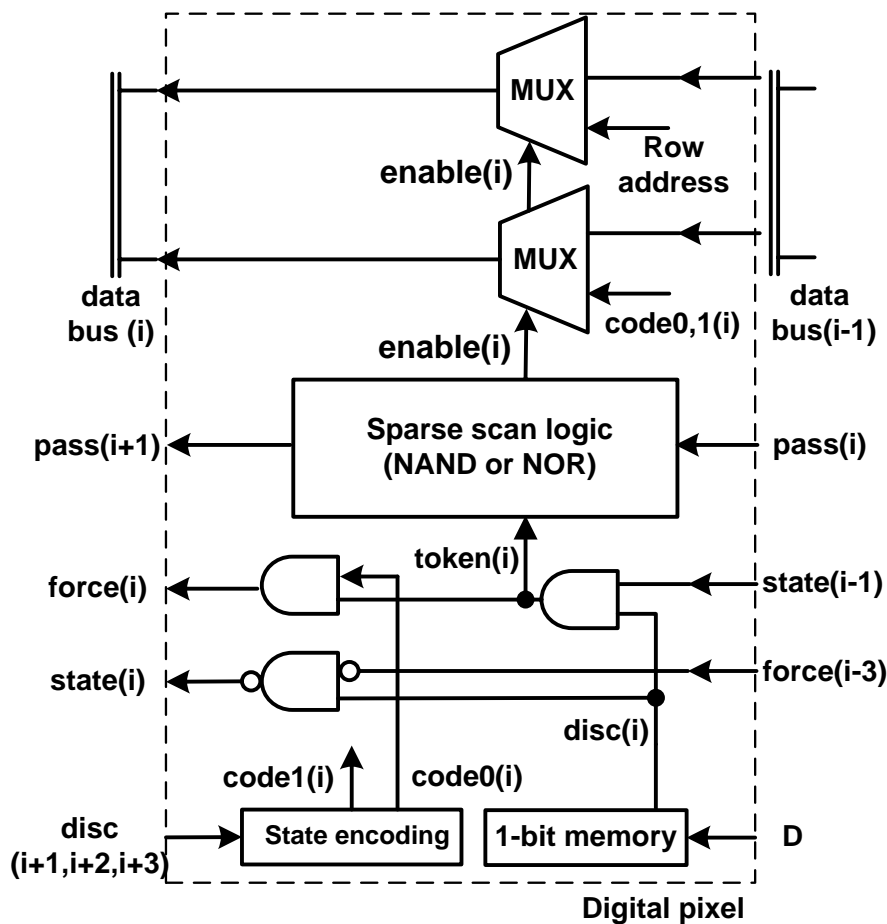 MUX
Row
address
enable(i)
MUX
data
bus (i)
code0,1(i)
data
bus(i-1)
enable(i)
pass(i+1)
Sparse scan logic
(NAND or NOR)
pass(i)
token(i)
force(i)
state(i-1)
state(i)
force(i-3)
disc(i)
code1(i)
code0(i)
disc
(i+1,i+2,i+3)
State encoding
1-bit memory
D
Digital pixel